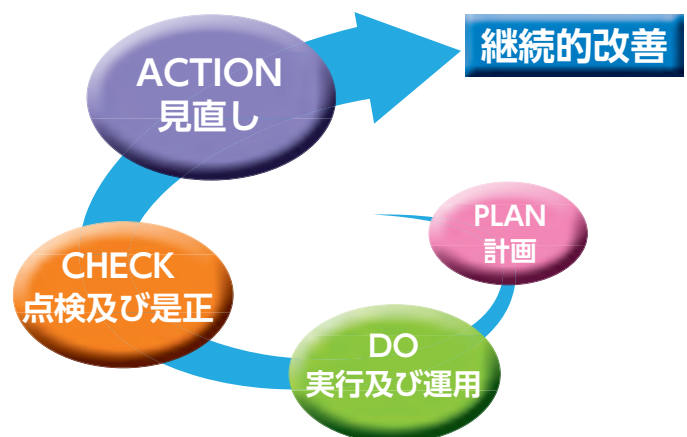 継続的改善
ACTION
見直し
PLAN
計画
CHECK
点検及び是正
DO
実行及び運用